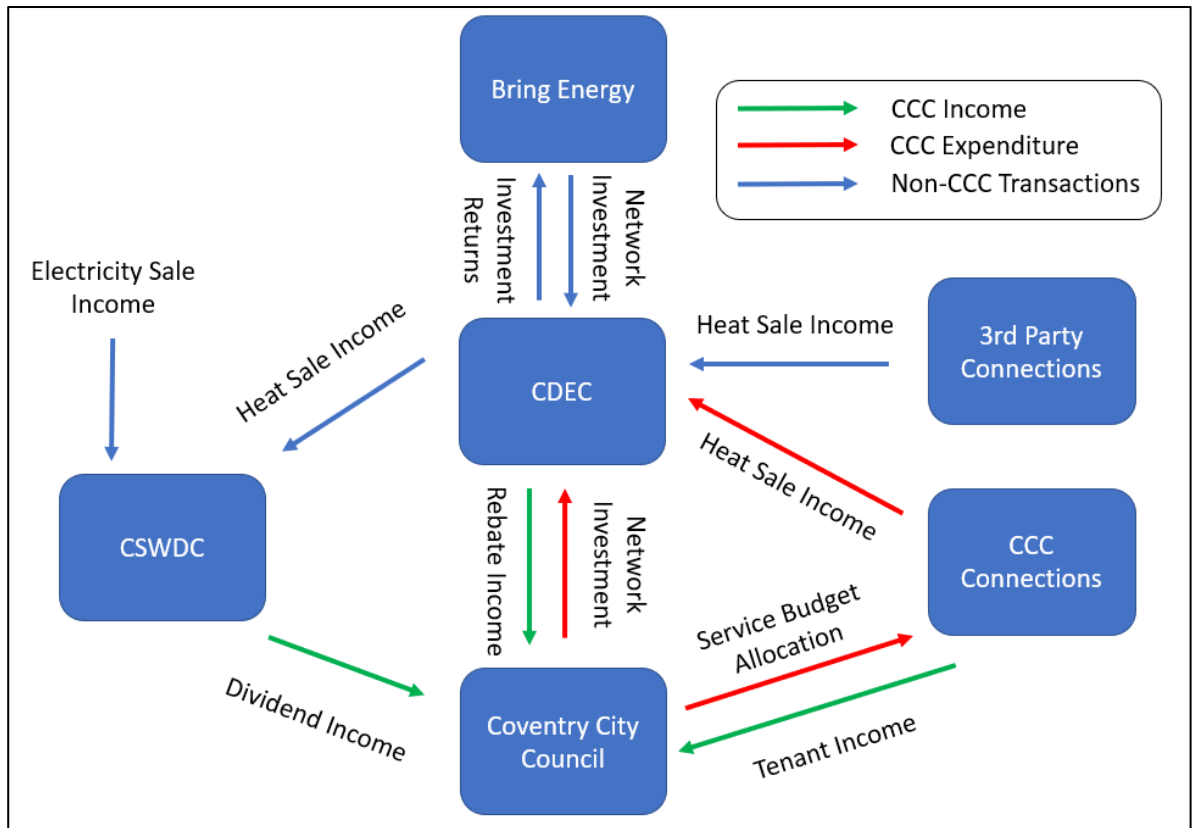 Bring Energy
CCC Income
CCC Expenditure
Non-CCC Transactions
Investment
Returns
Network
Investment
Electricity Sale
Income
Heat Sale Income
Heat Sale Income
3rd Party
Connections
CDEC
Heat Sale Income
CSWDC
Rebate Income
Network
Investment
CCC
Connections
Service Budget
Allocation
Dividend Income
Coventry City
Council
Tenant Income